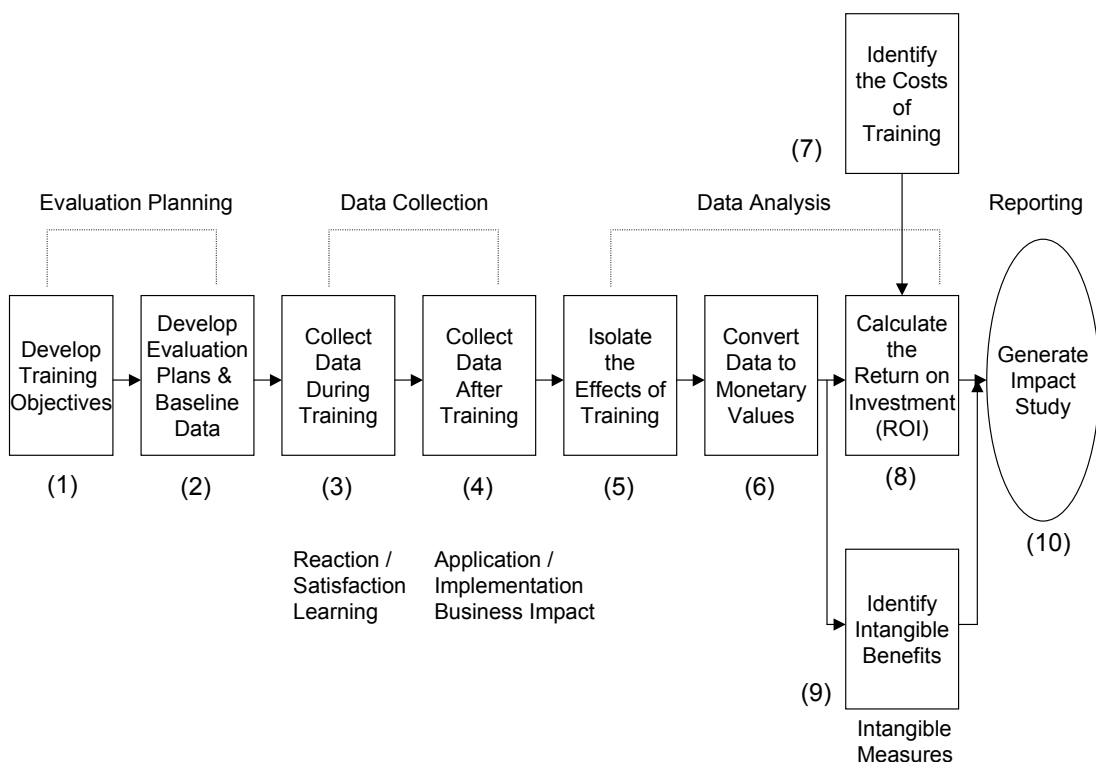 Identify
the Costs
of
Training
(7)
Evaluation Planning
Data Collection
Data Analysis
Reporting
Develop
Training
Objectives
Develop
Evaluation
Plans &
Baseline
Data
Collect
Data
During
Training
Collect
Data
After
Training
Isolate
the
Effects of
Training
Convert
Data to
Monetary
Values
Calculate
the
Return on
Investment
(ROI)
Generate
Impact
Study
(1)
(2)
(3)
(4)
(5)
(6)
(8)
(10)
Reaction /
Satisfaction
Learning
Application /
Implementation
Business Impact
Identify
Intangible
Benefits
(9)
Intangible
Measures